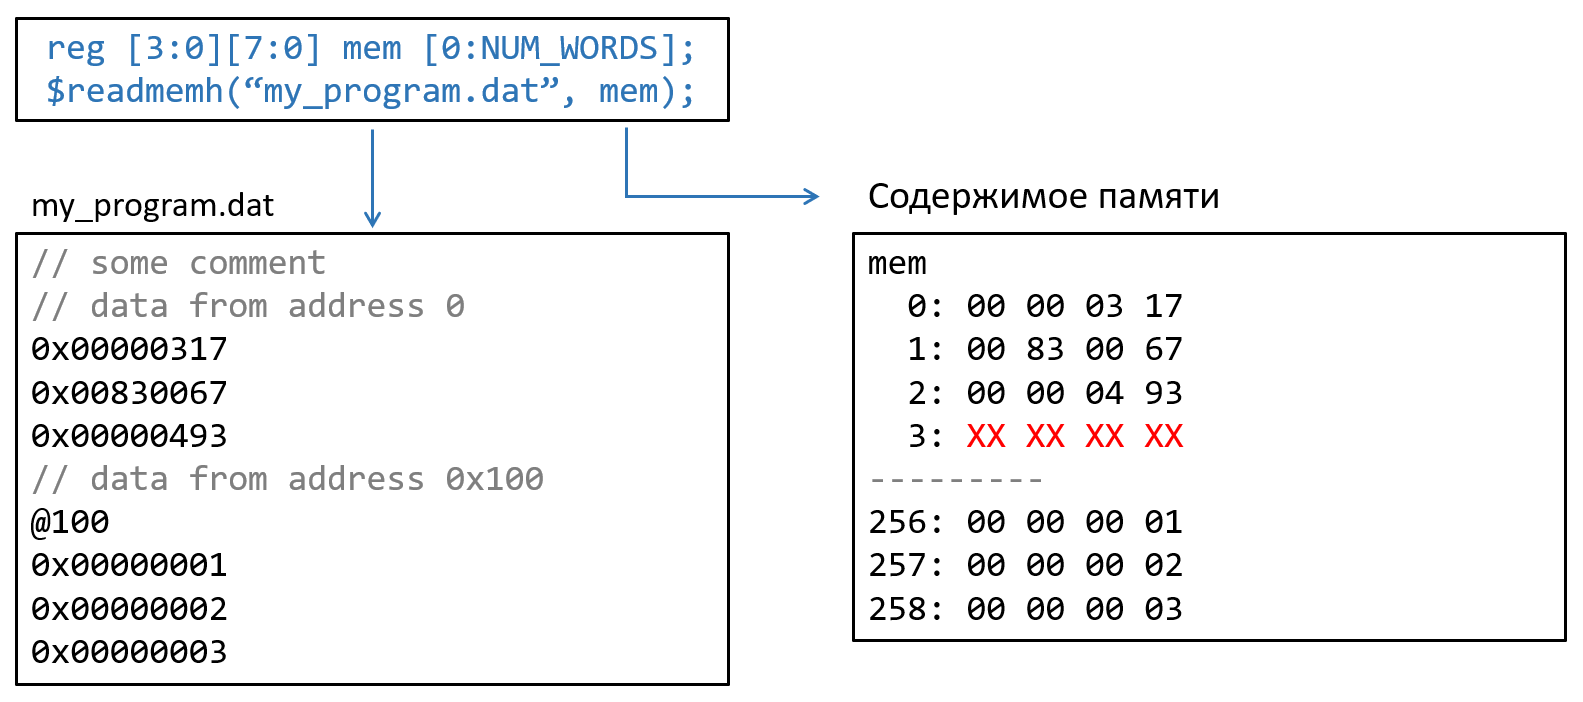 reg [3:0][7:0] mem [0:NUM_WORDS];
$readmemh(“my_program.dat”, mem);
my_program.dat
// some comment
// data from address 0
0x00000317
0x00830067
0x00000493
// data from address 0x100
@100
0x00000001
0x00000002
0x00000003
Содержимое памяти
mem
0: 00 00 03 17
1: 00 83 00 67
2: 00 00 04 93
3: XX XX XX XX
---------
256: 00 00 00 01
257: 00 00 00 02
258: 00 00 00 03